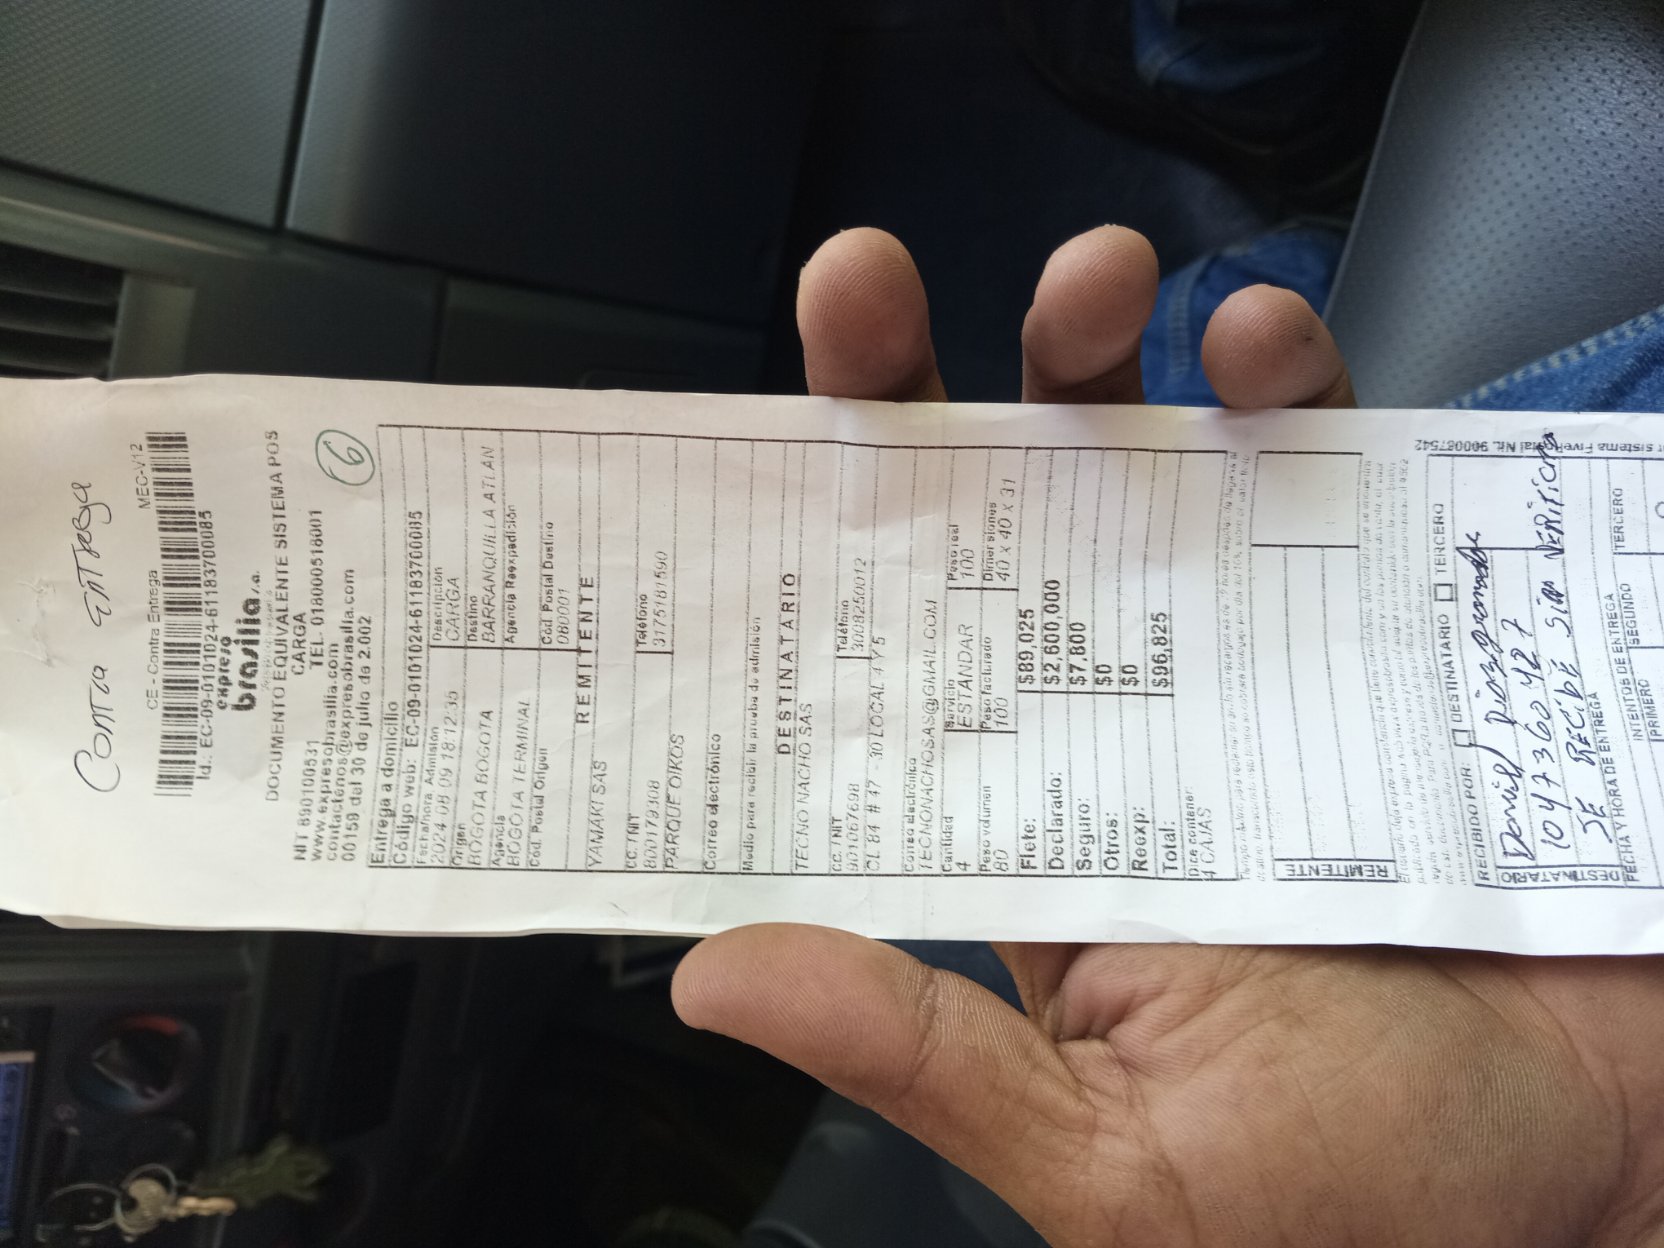 Contra Entrega
CE - Contra Entrega MEC-V12
Id.: EC-09-0101024-61183700085
expreso
brasilia s.a.
DOCUMENTO EQUIVALENTE SISTEMA POS
CARGA
NIT 890100531 TEL. 018000518001
www.expresobrasilia.com
contactenos@expresobrasilia.com
00158 del 30 de julio de 2.002
6
Entrega a domicilio
Código web: EC-09-0101024-61183700085
Fecha/hora Admisión Descripción
2024-08-09 18:12:35 CARGA
Origen Destino
BOGOTA BOGOTA BARRANQUILLA ATLAN
Agencia Agencia Reexpedición
BOGOTA TERMINAL
Cód. Postal Origen Cód. Postal Destino
080001
REMITENTE
YAMAKI SAS
CC / NIT Teléfono
800179308 3175181590
PARQUE OIKOS
Correo electrónico
Medio para recibir la prueba de admisión
DESTINATARIO
TECNO NACHO SAS
CC. / NIT Teléfono
901067698 3008250012
CL 84 # 47 - 30 LOCAL 4 Y 5
Correo electrónico
TECNONACHOSAS@GMAIL.COM
Cantidad Servicio Peso real
4 ESTANDAR 100
Peso volumen Peso facturado Dimensiones
80 100 40 X 40 X 31
Flete: $89,025
Declarado: $2,600,000
Seguro: $7,800
Otros: $0
Reexp: $0
Total: $96,825
Dice contener:
4 CAJAS
REMITENTE
RECIBIDO POR: DESTINATARIO TERCERO
DESTINATARIO
Daniel Diazgranados
1047360427
SE RECIBE SIN VERIFICAR
FECHA Y HORA DE ENTREGA
INTENTOS DE ENTREGA
PRIMERO SEGUNDO TERCERO